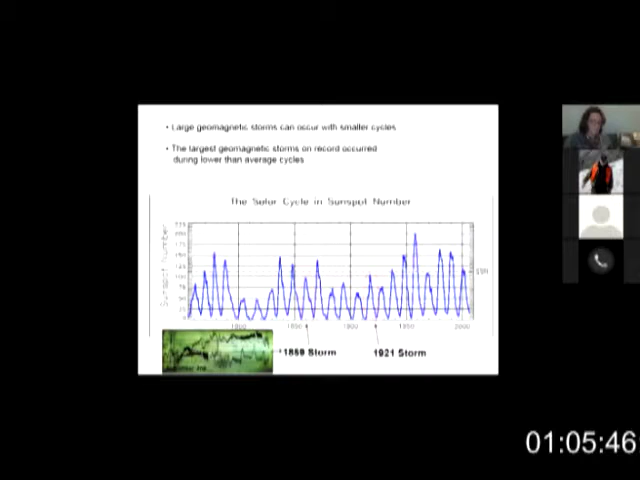 • Large geomagnetic storms can occur with smaller cycles
• The largest geomagnetic storms on record occurred
during lower than average cycles
The Solar Cycle in Sunspot Number
Sunspot Number
1800
1850
1900
1950
2000
1859 Storm
1921 Storm
01:05:46